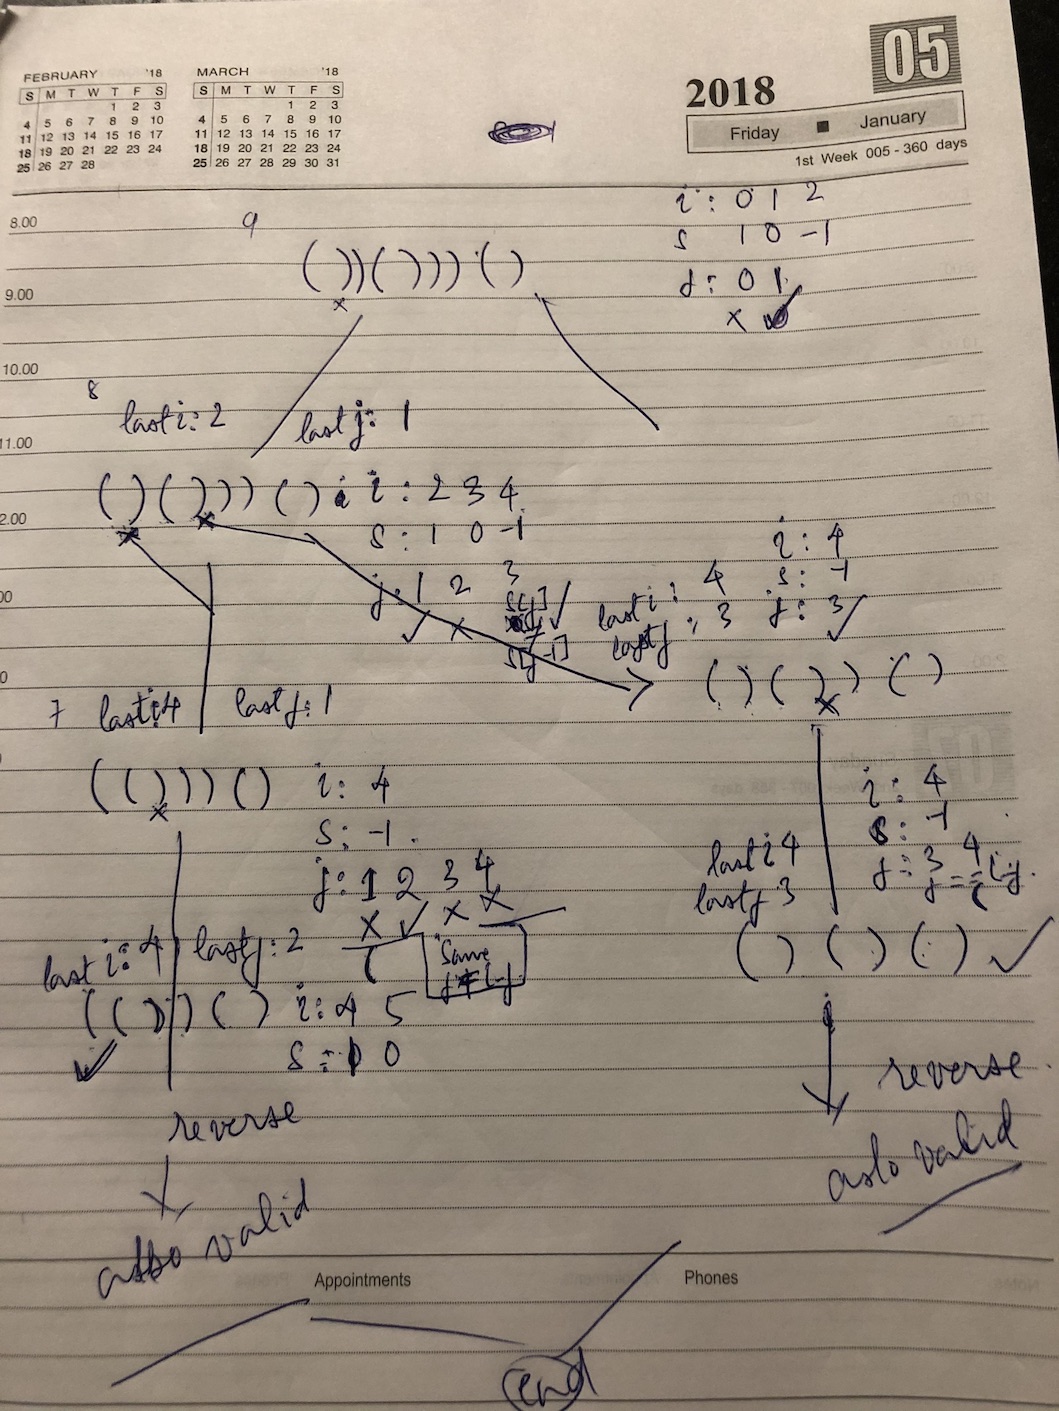 05
FEBRUARY '18
S M T W T F S
1 2 3
4 5 6 7 8 9 10
11 12 13 14 15 16 17
18 19 20 21 22 23 24
25 26 27 28
MARCH '18
S M T W T F S
1 2 3
4 5 6 7 8 9 10
11 12 13 14 15 16 17
18 19 20 21 22 23 24
25 26 27 28 29 30 31
2018
Friday ■ January
1st Week 005 - 360 days
i : 0 1 2
s 1 0 -1
j : 0 1
x ✓
8.00
9
( ) ) ( ) ) ) ( )
x
9.00
10.00
8
last i : 2 last j : 1
11.00
( ) ( ) ) ) ( ) i : 2 3 4
x x
2.00
s : 1 0 -1
j : 1 2 3
✓ x s[j] ✓
s[j-1]
00
i : 4
s : -1
j : 3
✓
last i : 4
last j : 3
( ) ( ) ) ( )
x
0
7 last i : 4 last j : 1
( ( ) ) ) ( ) i : 4
x
s : -1
j : 1 2 3 4
x ✓ x x
( Same
i : 4
s : -1
j : 3 4
last i 4
last j 3
( ) ( ) ( ) ✓
last i : 4 last j : 2
( ( ) ) ( ) i : 4 5
✓
s : 0
reverse
also valid
reverse
aslo valid
Appointments
Phones
end